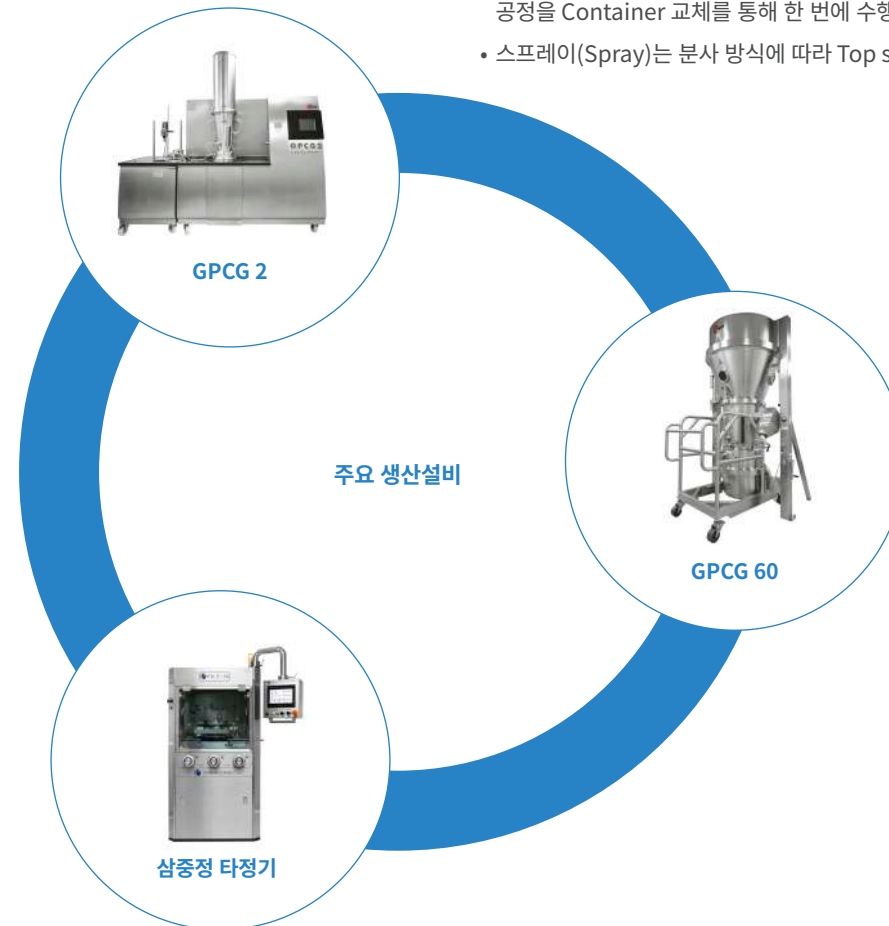 공정을 Container 교체를 통해 한 번에 수행
• 스프레이(Spray)는 분사 방식에 따라 Top s
GPCG2
GPCG 2
주요 생산설비
GPCG 60
삼중정 타정기